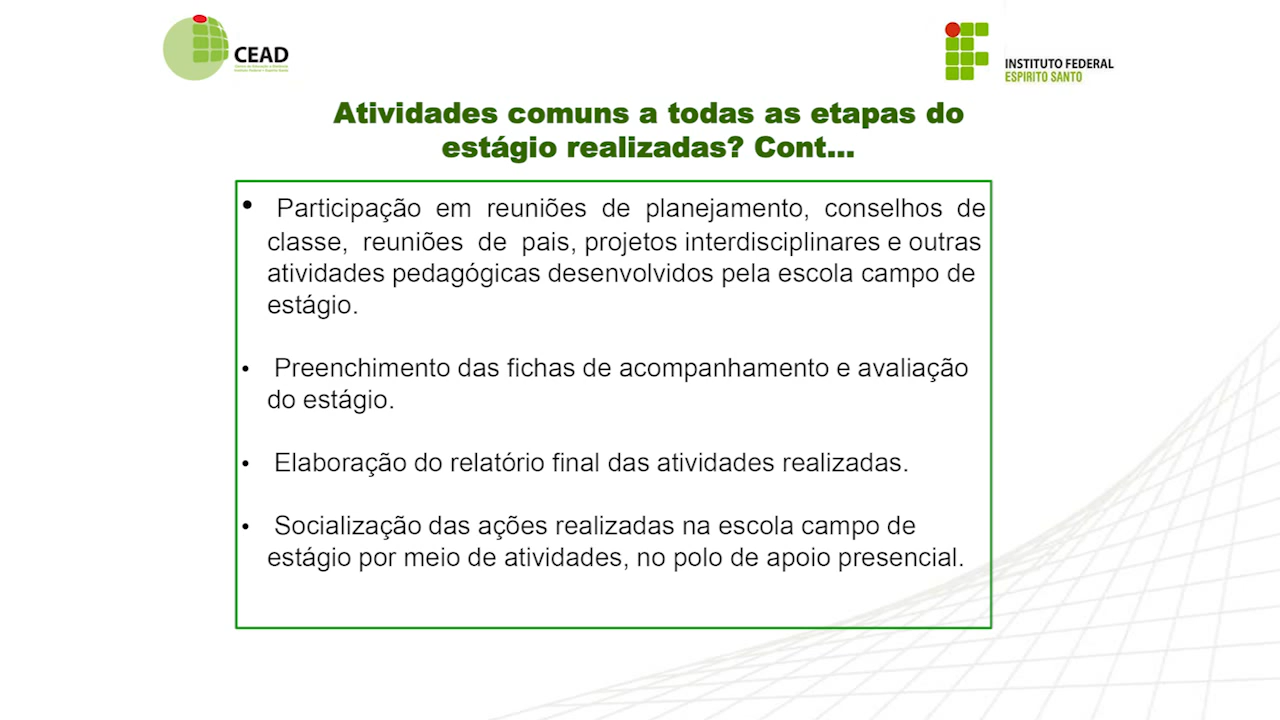 CEAD
INSTITUTO FEDERAL
ESPÍRITO SANTO
Atividades comuns a todas as etapas do
estágio realizadas? Cont...
• Participação em reuniões de planejamento, conselhos de
classe, reuniões de pais, projetos interdisciplinares e outras
atividades pedagógicas desenvolvidos pela escola campo de
estágio.
• Preenchimento das fichas de acompanhamento e avaliação
do estágio.
• Elaboração do relatório final das atividades realizadas.
• Socialização das ações realizadas na escola campo de
estágio por meio de atividades, no polo de apoio presencial.